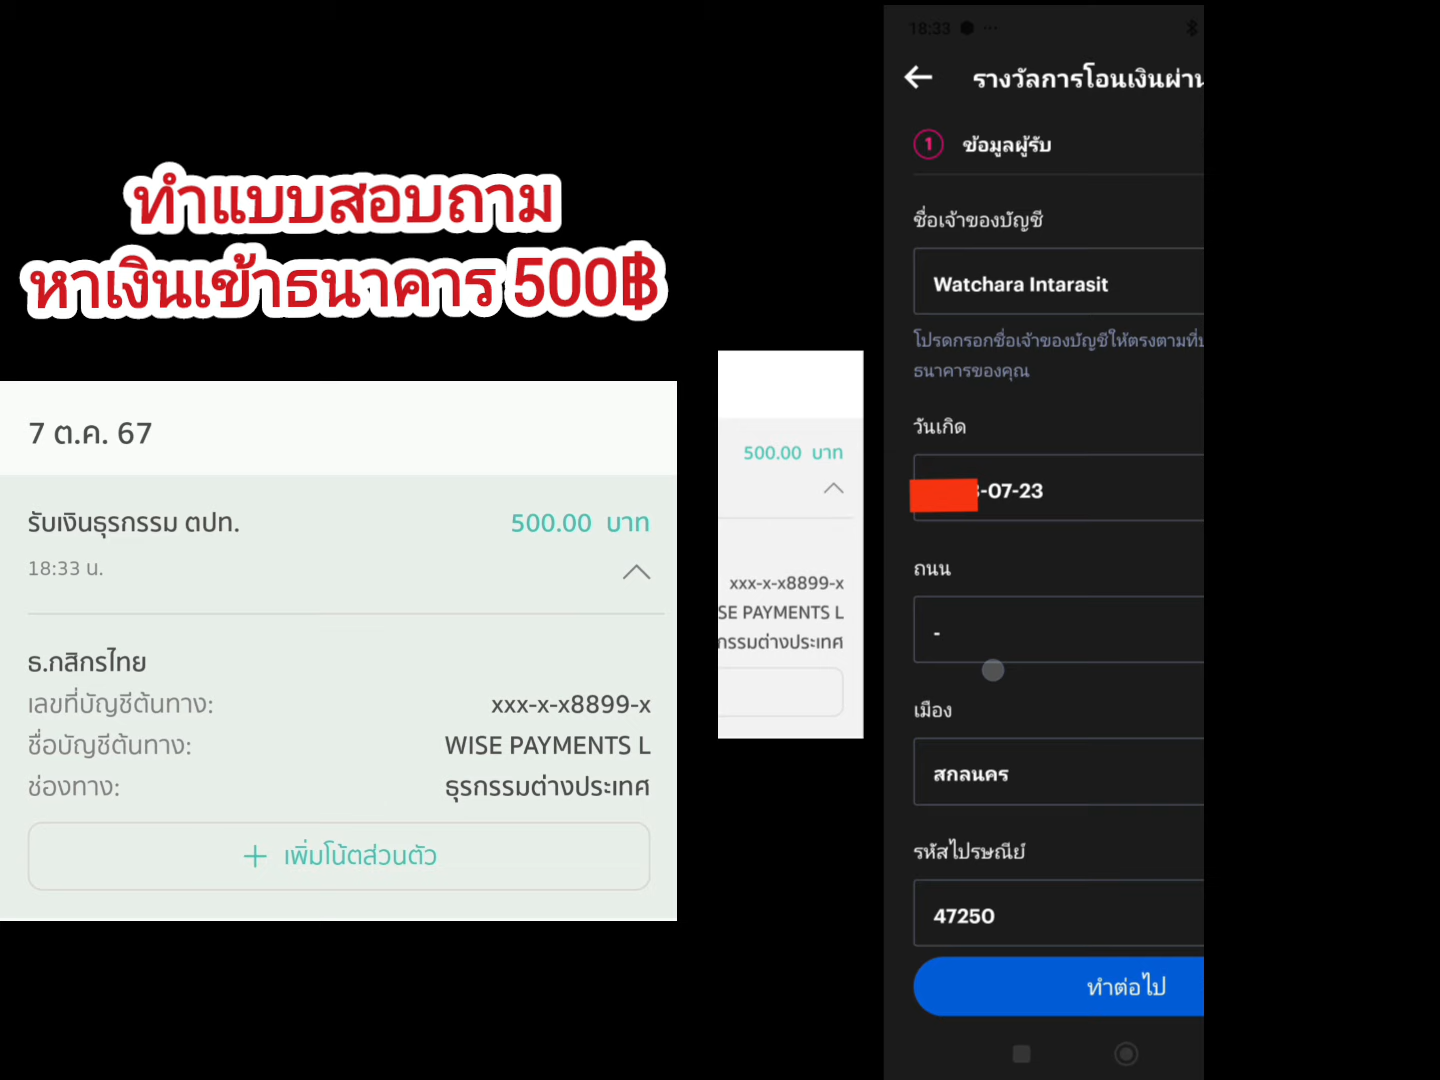 ทำแบบสอบถาม
หาเงินเข้าธนาคาร 500฿
7 ต.ค. 67
รับเงินธุรกรรม ตปท.
500.00 บาท
18:33 น.
ธ.กสิกรไทย
เลขที่บัญชีต้นทาง:
xxx-x-x8899-x
ชื่อบัญชีต้นทาง:
WISE PAYMENTS L
ช่องทาง:
ธุรกรรมต่างประเทศ
+ เพิ่มโน้ตส่วนตัว
500.00 บาท
xxx-x-x8899-x
SE PAYMENTS L
กรรมต่างประเทศ
18:33
รางวัลการโอนเงินผ่าน
1 ข้อมูลผู้รับ
ชื่อเจ้าของบัญชี
Watchara Intarasit
โปรดกรอกชื่อเจ้าของบัญชีให้ตรงตามที่
ธนาคารของคุณ
วันเกิด
-07-23
ถนน
-
เมือง
สกลนคร
รหัสไปรษณีย์
47250
ทำต่อไป